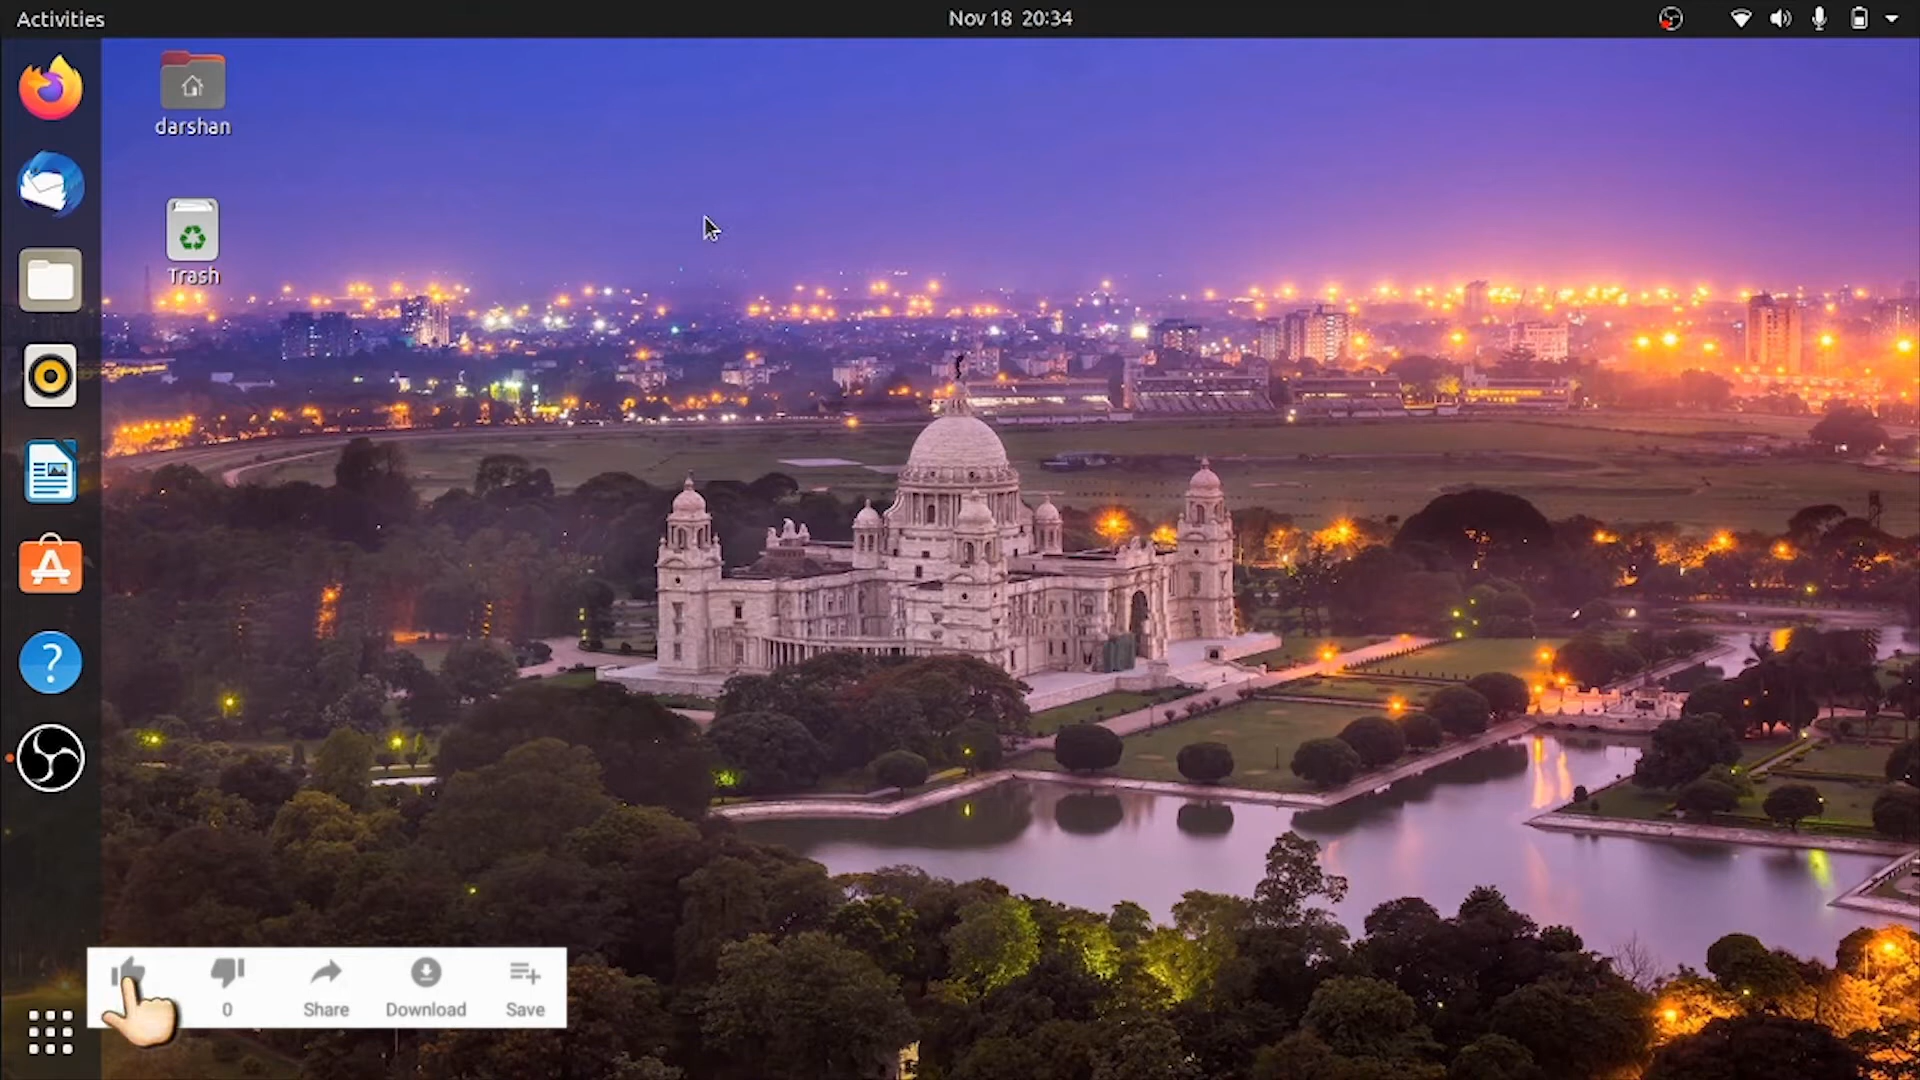 Activities
Nov 18 20:34
darshan
Trash
?
0
Share
Download
Save